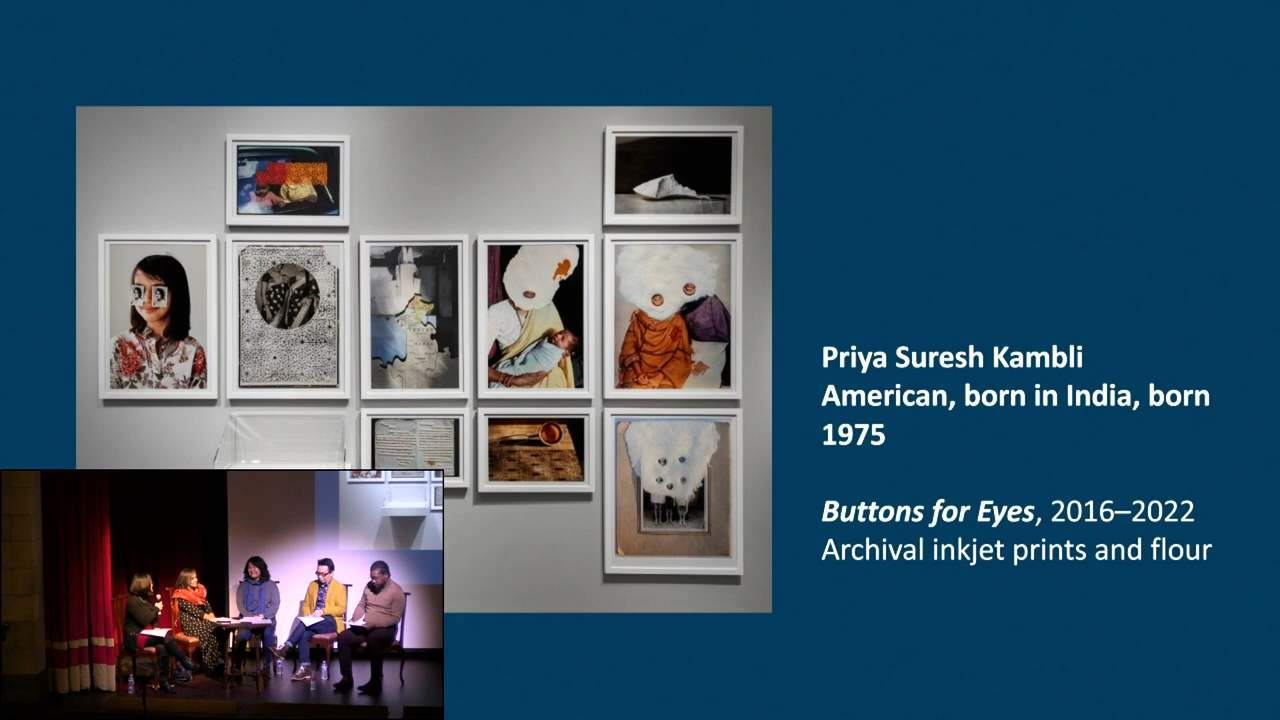 Priya Suresh Kambli
American, born in India, born
1975
Buttons for Eyes, 2016–2022
Archival inkjet prints and flour